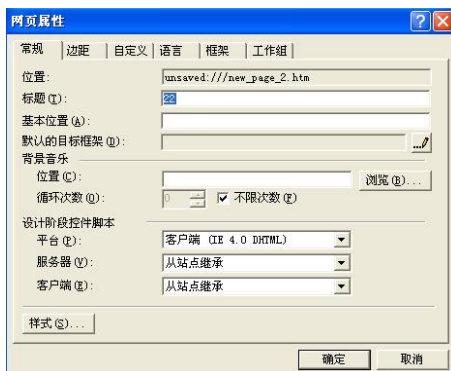 网页属性
常规 边距 自定义 语言 框架 工作组
位置:
unsaved:///new_page_2.htm
标题(T):
22
基本位置(A):
默认的目标框架(D):
背景音乐
位置(C):
浏览(B)...
循环次数(O):
0
不限次数(F)
设计阶段控件脚本
平台(P):
客户端 (IE 4.0 DHTML)
服务器(V):
从站点继承
客户端(E):
从站点继承
样式(S)...
确定 取消